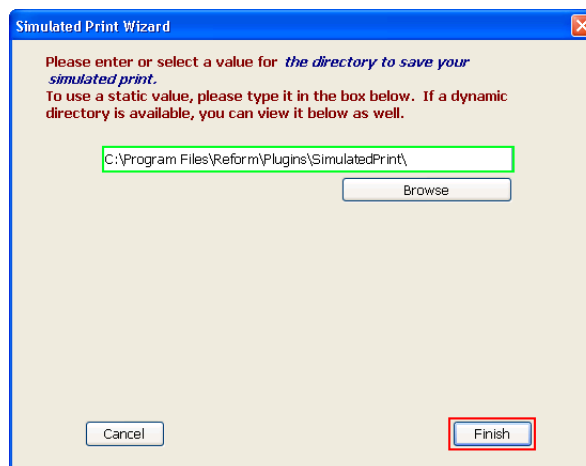 Simulated Print Wizard
Please enter or select a value for the directory to save your
simulated print.
To use a static value, please type it in the box below. If a dynamic
directory is available, you can view it below as well.
C:\Program Files\Reform\Plugins\SimulatedPrint\
Browse
Cancel
Finish